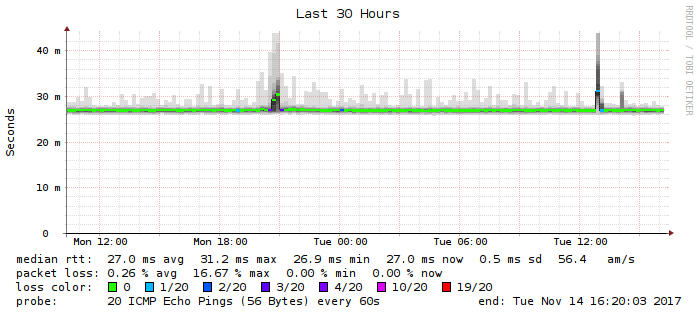 Last 30 Hours
RRDTOOL / TOBI OETIKER
Seconds
40 m
30 m
20 m
10 m
0
Mon 12:00 Mon 18:00 Tue 00:00 Tue 06:00 Tue 12:00
median rtt: 27.0 ms avg 31.2 ms max 26.9 ms min 27.0 ms now 0.5 ms sd 56.4 am/s
packet loss: 0.26 % avg 16.67 % max 0.00 % min 0.00 % now
loss color: 0 1/20 2/20 3/20 4/20 10/20 19/20
probe: 20 ICMP Echo Pings (56 Bytes) every 60s end: Tue Nov 14 16:20:03 2017